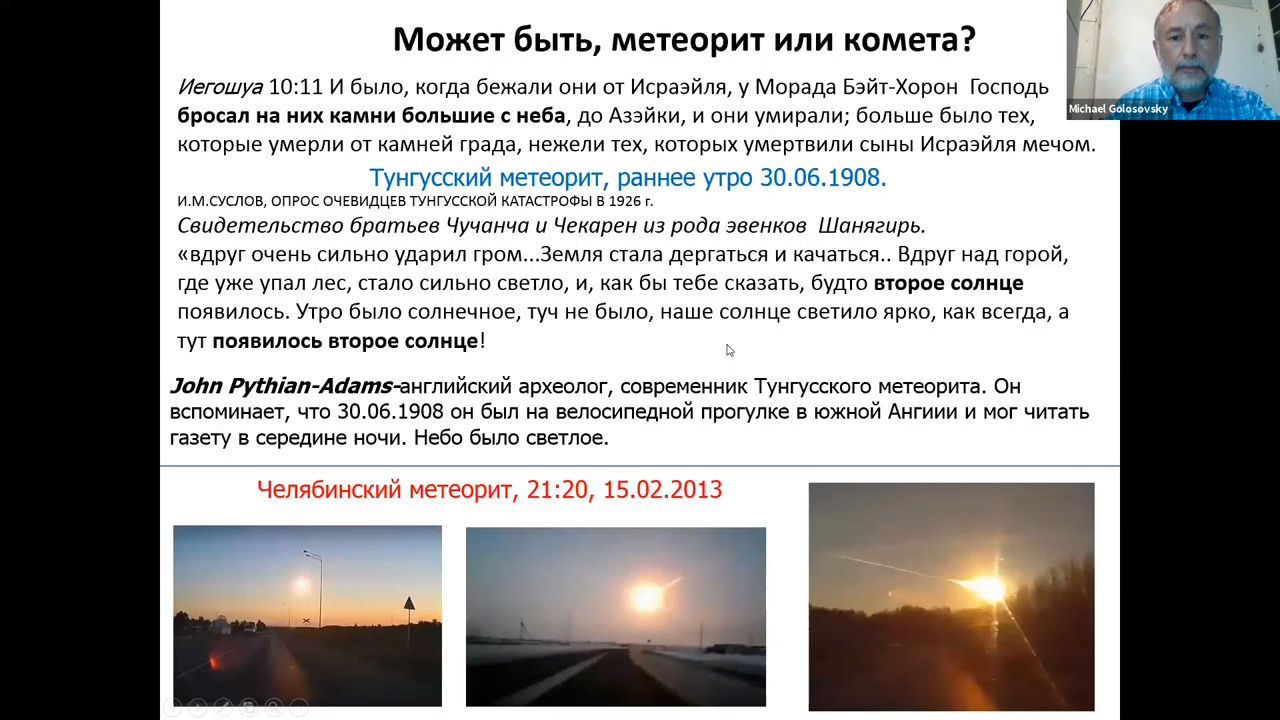 Может быть, метеорит или комета?
Иегошуа 10:11 И было, когда бежали они от Исраэйля, у Морада Бэйт-Хорон Господь
бросал на них камни большие с неба, до Азэйки, и они умирали; больше было тех,
которые умерли от камней града, нежели тех, которых умертвили сыны Исраэйля мечом.
Тунгусский метеорит, раннее утро 30.06.1908.
И.М.СУСЛОВ, ОПРОС ОЧЕВИДЦЕВ ТУНГУССКОЙ КАТАСТРОФЫ В 1926 г.
Свидетельство братьев Чучанча и Чекарен из рода эвенков Шанягирь.
«вдруг очень сильно ударил гром...Земля стала дергаться и качаться.. Вдруг над горой,
где уже упал лес, стало сильно светло, и, как бы тебе сказать, будто второе солнце
появилось. Утро было солнечное, туч не было, наше солнце светило ярко, как всегда, а
тут появилось второе солнце!
John Pythian-Adams-английский археолог, современник Тунгусского метеорита. Он
вспоминает, что 30.06.1908 он был на велосипедной прогулке в южной Ангиии и мог читать
газету в середине ночи. Небо было светлое.
Челябинский метеорит, 21:20, 15.02.2013
Michael Golosovsky